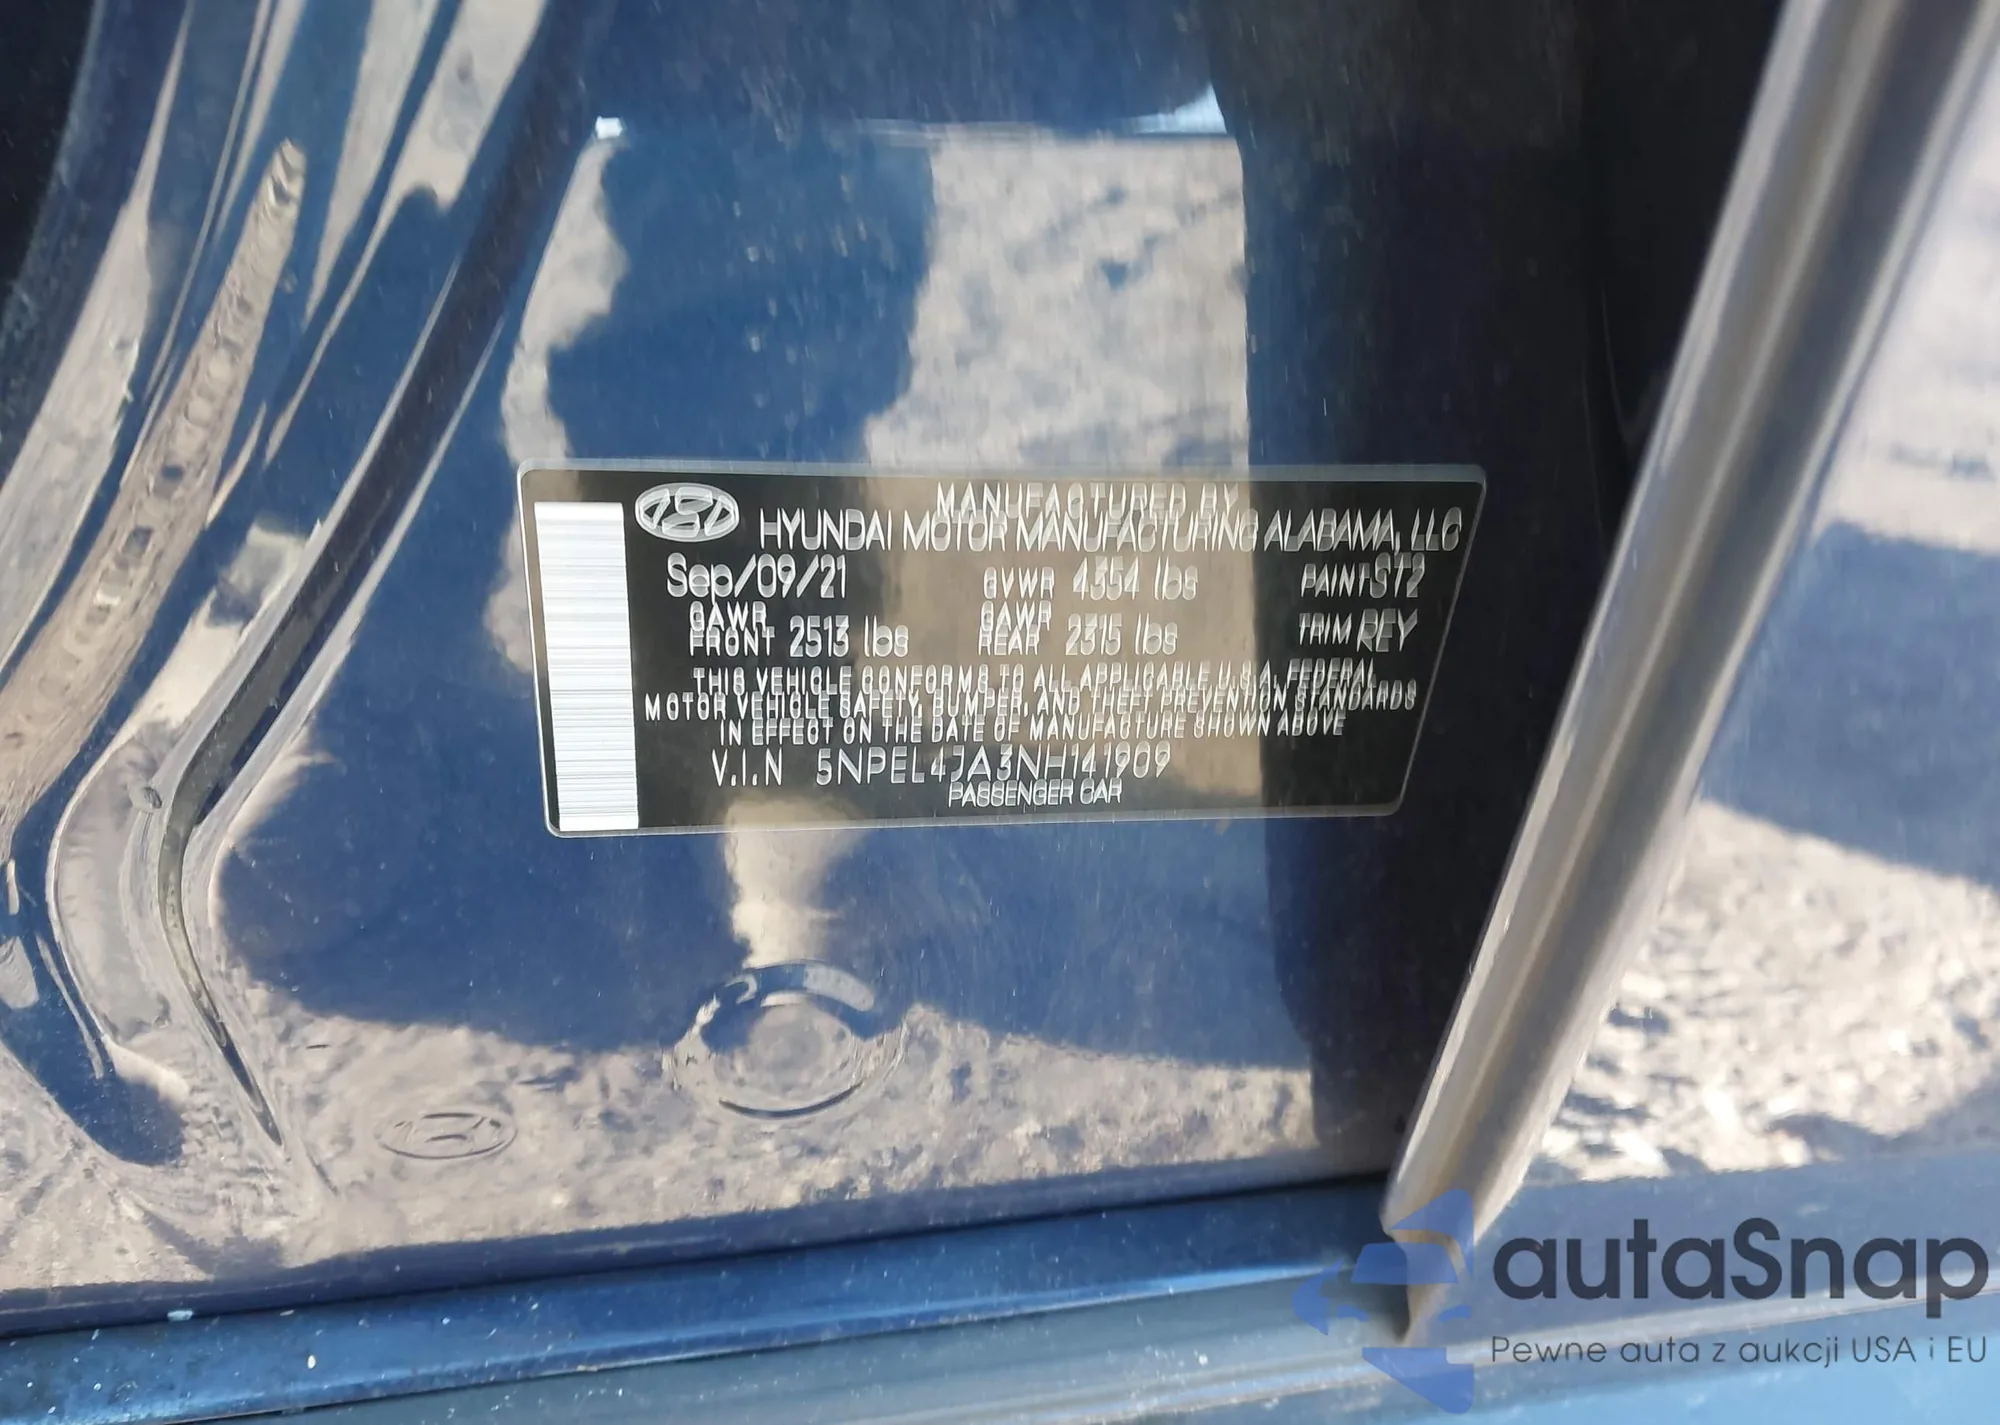 MANUFACTURED BY
HYUNDAI MOTOR MANUFACTURING ALABAMA, LLC
Sep/09/21 GVWR 4354 lbs PAINT ST2
GAWR FRONT 2513 lbs GAWR REAR 2315 lbs TRIM REY
THIS VEHICLE CONFORMS TO ALL APPLICABLE U.S.A. FEDERAL
MOTOR VEHICLE SAFETY, BUMPER, AND THEFT PREVENTION STANDARDS
IN EFFECT ON THE DATE OF MANUFACTURE SHOWN ABOVE
V.I.N 5NPEL4JA3NH141909
PASSENGER CAR
autaSnap
Pewne auta z aukcji USA i EU